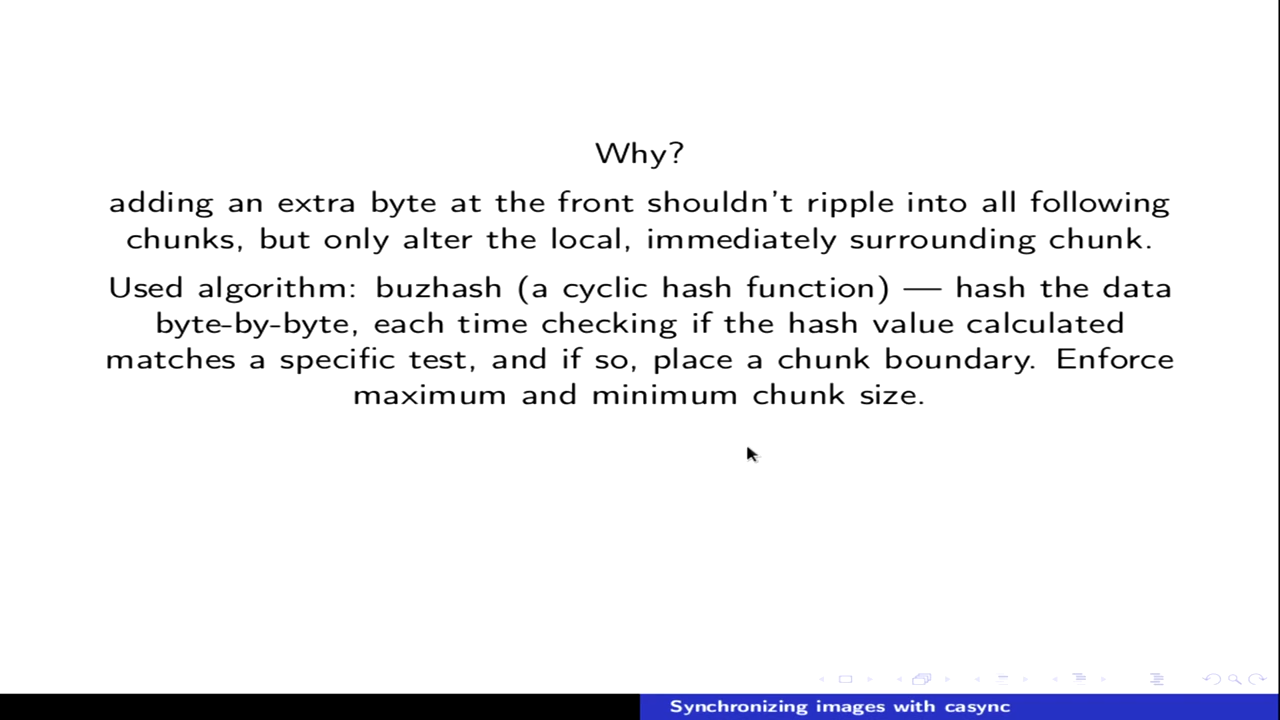 Why?
adding an extra byte at the front shouldn't ripple into all following
chunks, but only alter the local, immediately surrounding chunk.
Used algorithm: buzhash (a cyclic hash function) — hash the data
byte-by-byte, each time checking if the hash value calculated
matches a specific test, and if so, place a chunk boundary. Enforce
maximum and minimum chunk size.
Synchronizing images with casync